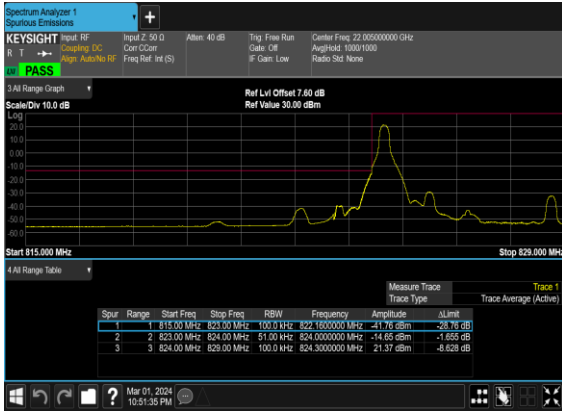 Spectrum Analyzer 1
Spurious Emissions
+
KEYSIGHT Input: RF Input Z: 50 Ω Atten: 40 dB Trig: Free Run Center Freq: 22.005000000 GHz
R T Coupling: DC Corr CCorr Gate: Off Avg|Hold: 1000/1000
Align: Auto/No RF Freq Ref: Int (S) IF Gain: Low Radio Std: None
PASS
3 All Range Graph
Ref Lvl Offset 7.60 dB
Scale/Div 10.0 dB Ref Value 30.00 dBm
Log
20.0
10.0
0.00
-10.0
-20.0
-30.0
-40.0
-50.0
-60.0
Start 815.000 MHz Stop 829.000 MHz
4 All Range Table
Measure Trace Trace 1
Trace Type Trace Average (Active)
Spur Range Start Freq Stop Freq RBW Frequency Amplitude ΔLimit
1 1 815.00 MHz 823.00 MHz 100.0 kHz 822.1600000 MHz -41.76 dBm -28.76 dB
2 2 823.00 MHz 824.00 MHz 51.00 kHz 824.0000000 MHz -14.65 dBm -1.655 dB
3 3 824.00 MHz 829.00 MHz 100.0 kHz 824.3000000 MHz 21.37 dBm -8.628 dB
? Mar 01, 2024
10:51:35 PM